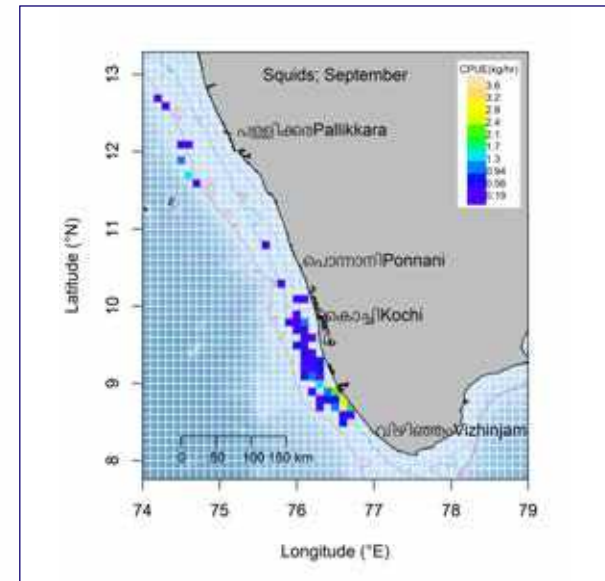 Squids; September
CPUE(kg/hr)
3.6
3.2
2.8
2.4
2.1
1.7
1.3
0.94
0.56
0.19
പള്ളിക്കരPallikkara
പൊന്നാനിPonnani
കൊച്ചിKochi
വിഴിഞ്ഞംVizhinjam
0 50 100 150 km
13
12
11
10
9
8
Latitude (°N)
74 75 76 77 78 79
Longitude (°E)